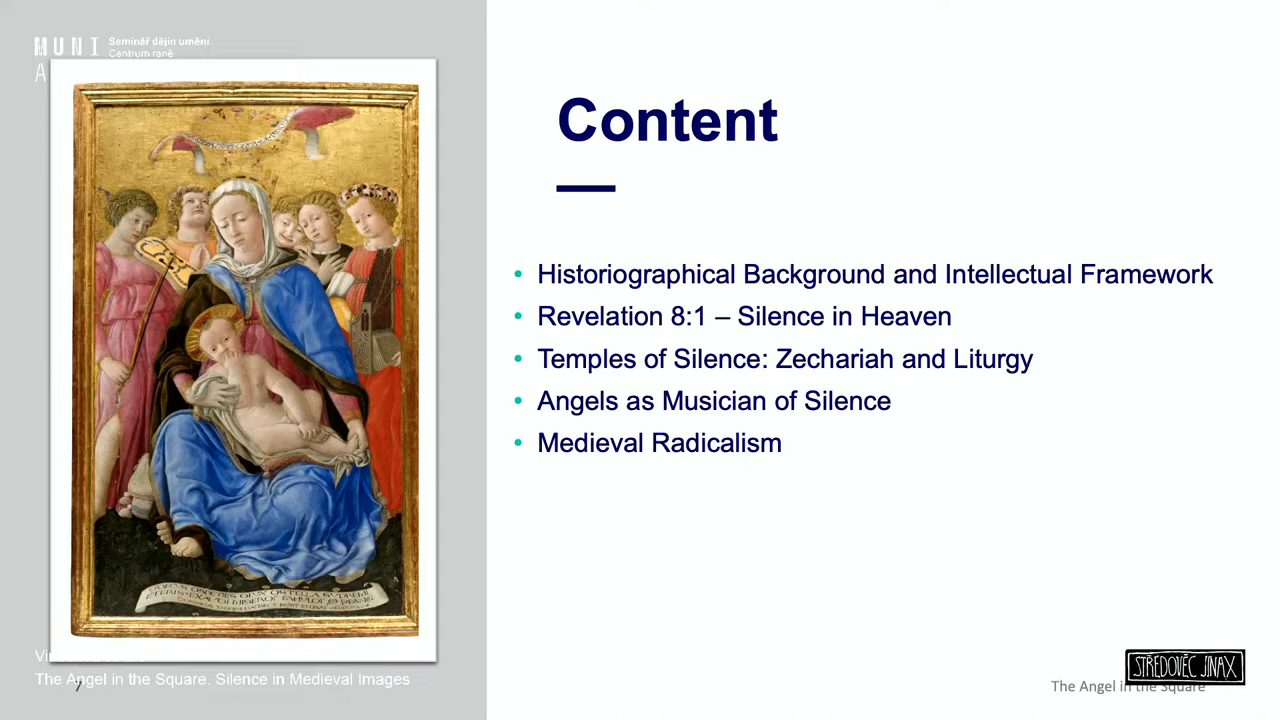 MUNI
Seminář dějin umění
Centrum raně
A
Content
• Historiographical Background and Intellectual Framework
• Revelation 8:1 – Silence in Heaven
• Temples of Silence: Zechariah and Liturgy
• Angels as Musician of Silence
• Medieval Radicalism
The Angel in the Square. Silence in Medieval Images
7
STŘEDOVĚC JINAX
The Angel in the Square